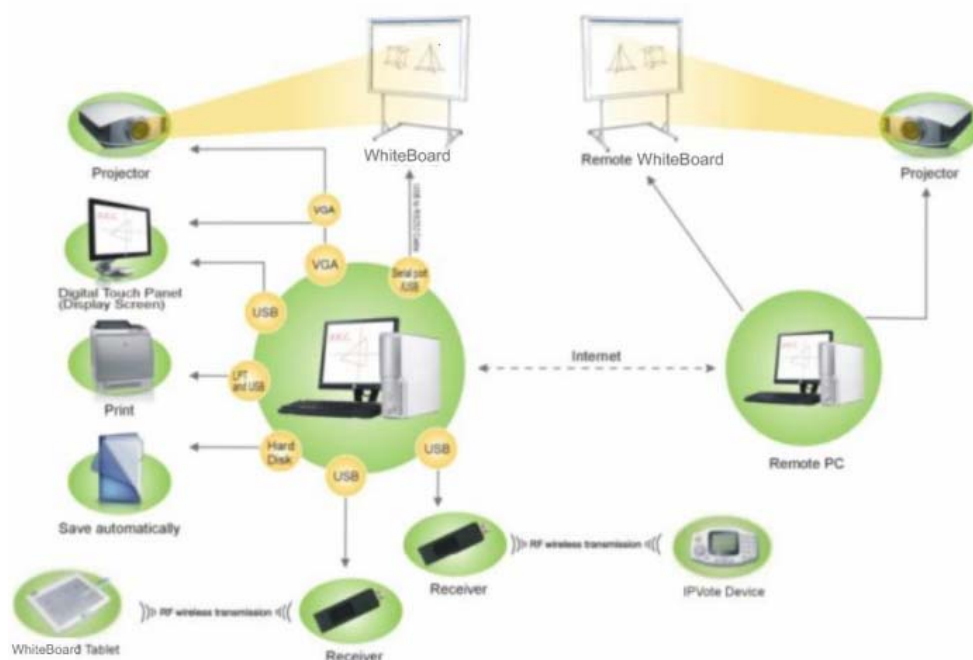 WhiteBoard
Remote WhiteBoard
Projector
Projector
VGA
Digital Touch Panel
(Display Screen)
VGA
Serial port
/USB
USB
Internet
LPT
and USB
Print
Hard
Disk
USB
USB
Remote PC
Save automatically
RF wireless transmission
Receiver
IPVote Device
RF wireless transmission
WhiteBoard Tablet
Receiver